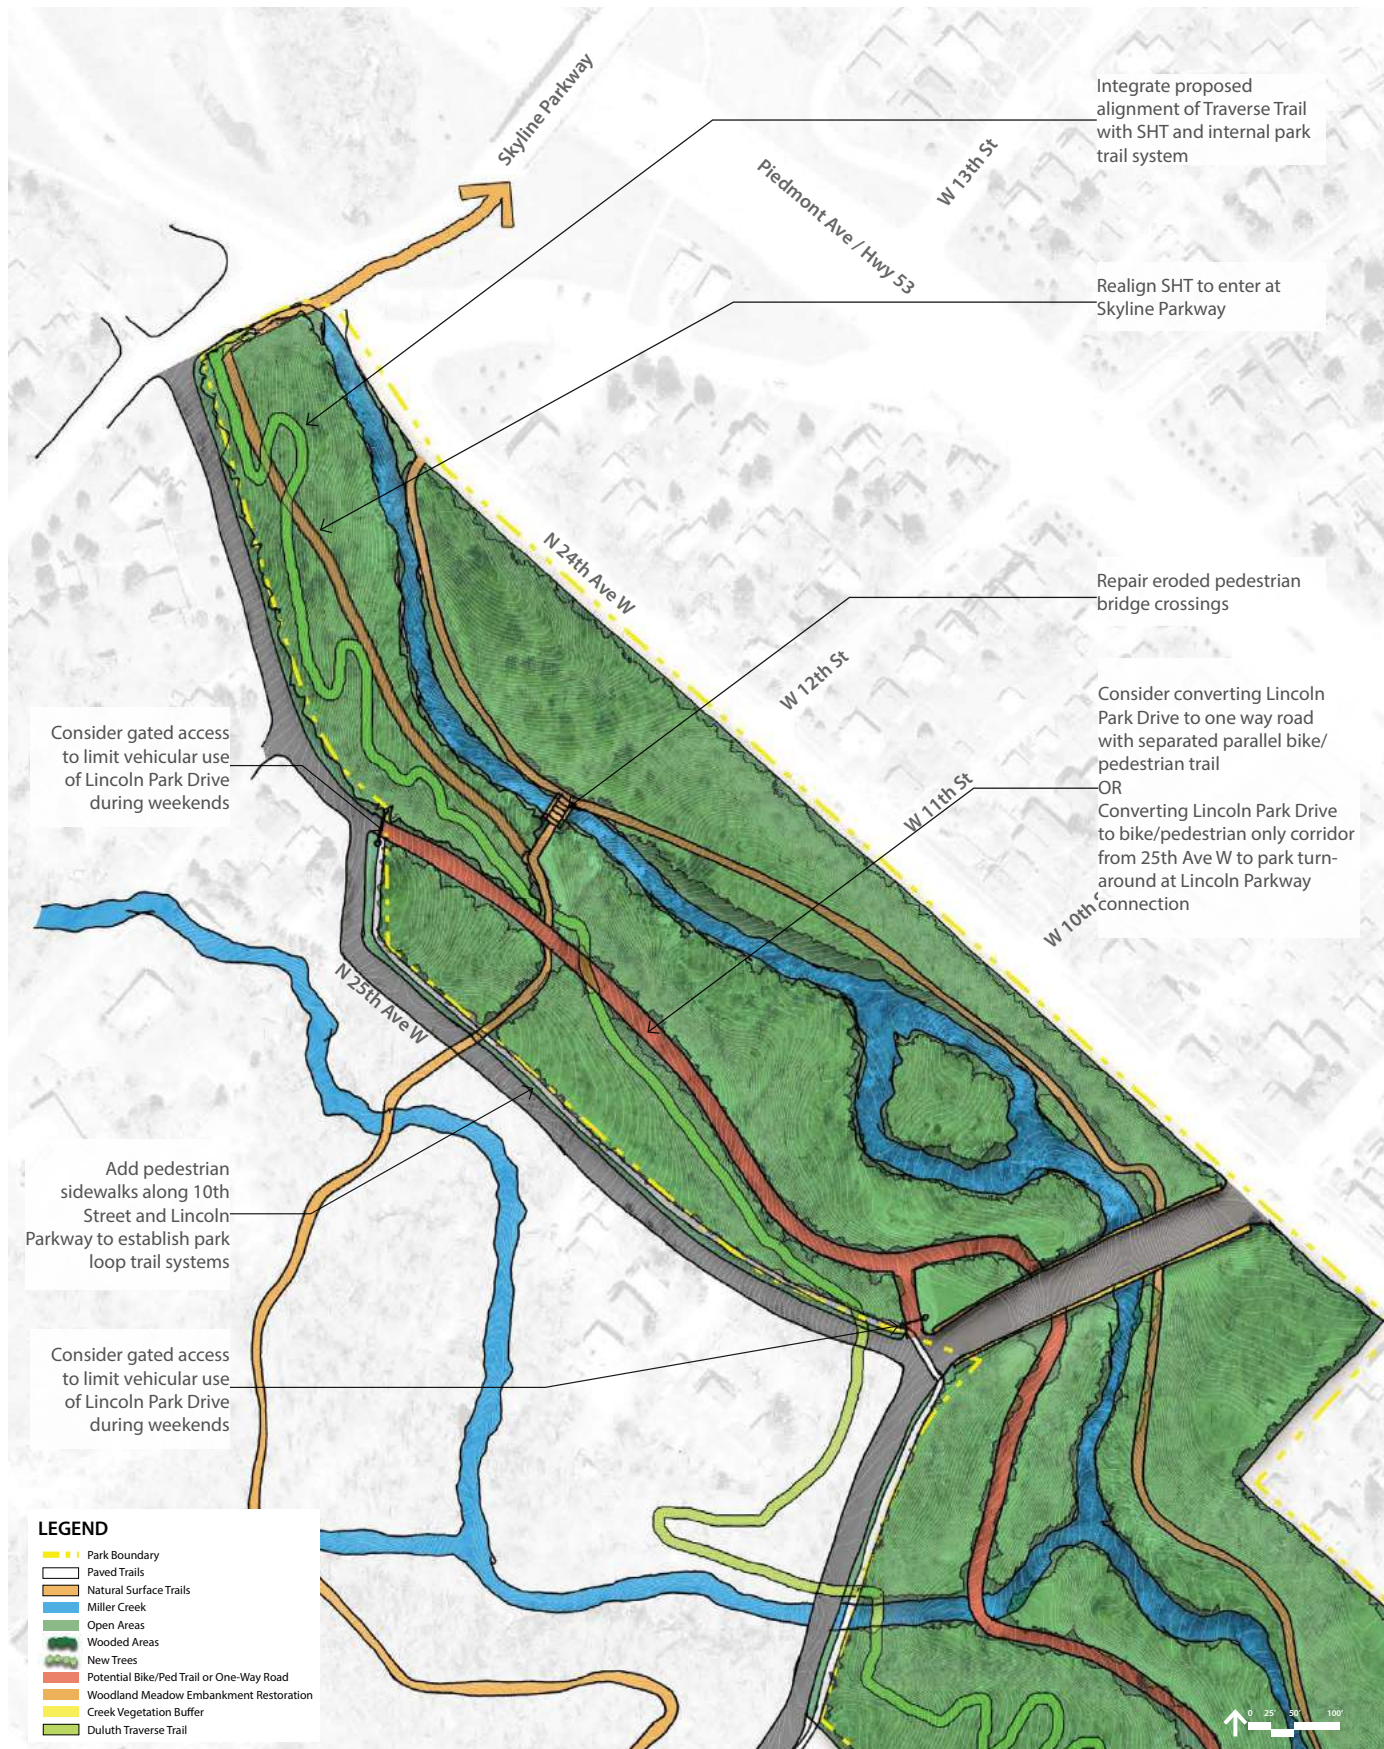 Skyline Parkway
Integrate proposed
alignment of Traverse Trail
with SHT and internal park
trail system
W 13th St
Piedmont Ave / Hwy 53
Realign SHT to enter at
Skyline Parkway
N 24th Ave W
Repair eroded pedestrian
bridge crossings
W 12th St
Consider converting Lincoln
Park Drive to one way road
with separated parallel bike/
pedestrian trail
OR
Converting Lincoln Park Drive
to bike/pedestrian only corridor
from 25th Ave W to park turn-
around at Lincoln Parkway
connection
W 11th St
W 10th
Consider gated access
to limit vehicular use
of Lincoln Park Drive
during weekends
N 25th Ave W
Add pedestrian
sidewalks along 10th
Street and Lincoln
Parkway to establish park
loop trail systems
Consider gated access
to limit vehicular use
of Lincoln Park Drive
during weekends
LEGEND
Park Boundary
Paved Trails
Natural Surface Trails
Miller Creek
Open Areas
Wooded Areas
New Trees
Potential Bike/Ped Trail or One-Way Road
Woodland Meadow Embankment Restoration
Creek Vegetation Buffer
Duluth Traverse Trail
0 25' 50' 100'